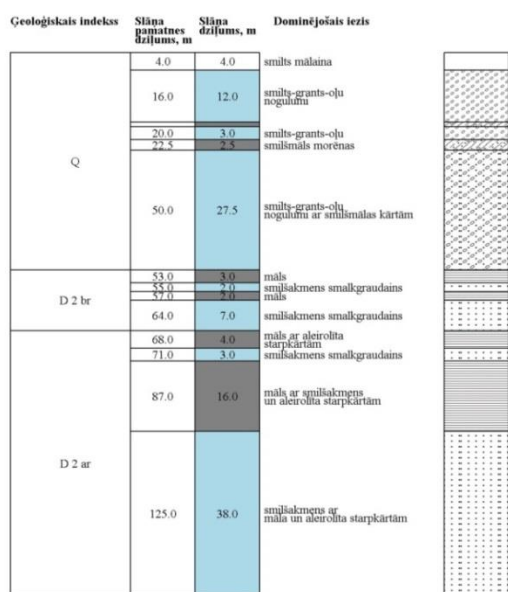 Ģeoloģiskais indekss
Slāņa pamatnes dziļums, m
Slāņa dziļums, m
Dominējošais iezis
4.0 4.0 smilts mālaina
16.0 12.0 smilts-grants-oļu
nogulumi
20.0 3.0 smilts-grants-oļu
22.5 2.5 smilšmāls morēnas
Q
50.0 27.5 smilts-grants-oļu
nogulumi ar smilšmālas kārtām
53.0 3.0 māls
55.0 2.0 smilšakmens smalkgraudains
D 2 br
57.0 2.0 māls
64.0 7.0 smilšakmens smalkgraudains
68.0 4.0 māls ar aleirolīta
starpkārtām
71.0 3.0 smilšakmens smalkgraudains
87.0 16.0 māls ar smilšakmens
un aleirolīta starpkārtām
D 2 ar
125.0 38.0 smilšakmens ar
māla un aleirolīta starpkārtām